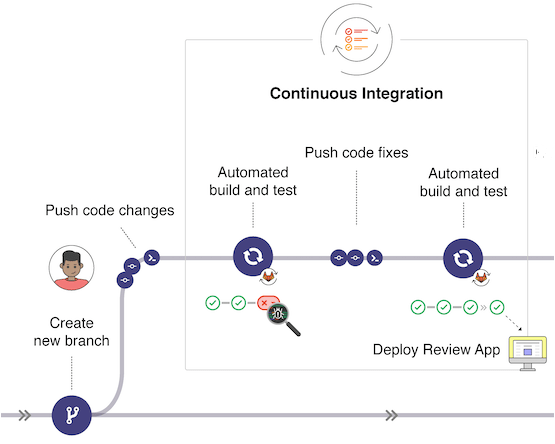 Continuous Integration
Push code fixes
Automated
build and test
Automated
build and test
Push code changes
Create
new branch
Deploy Review App